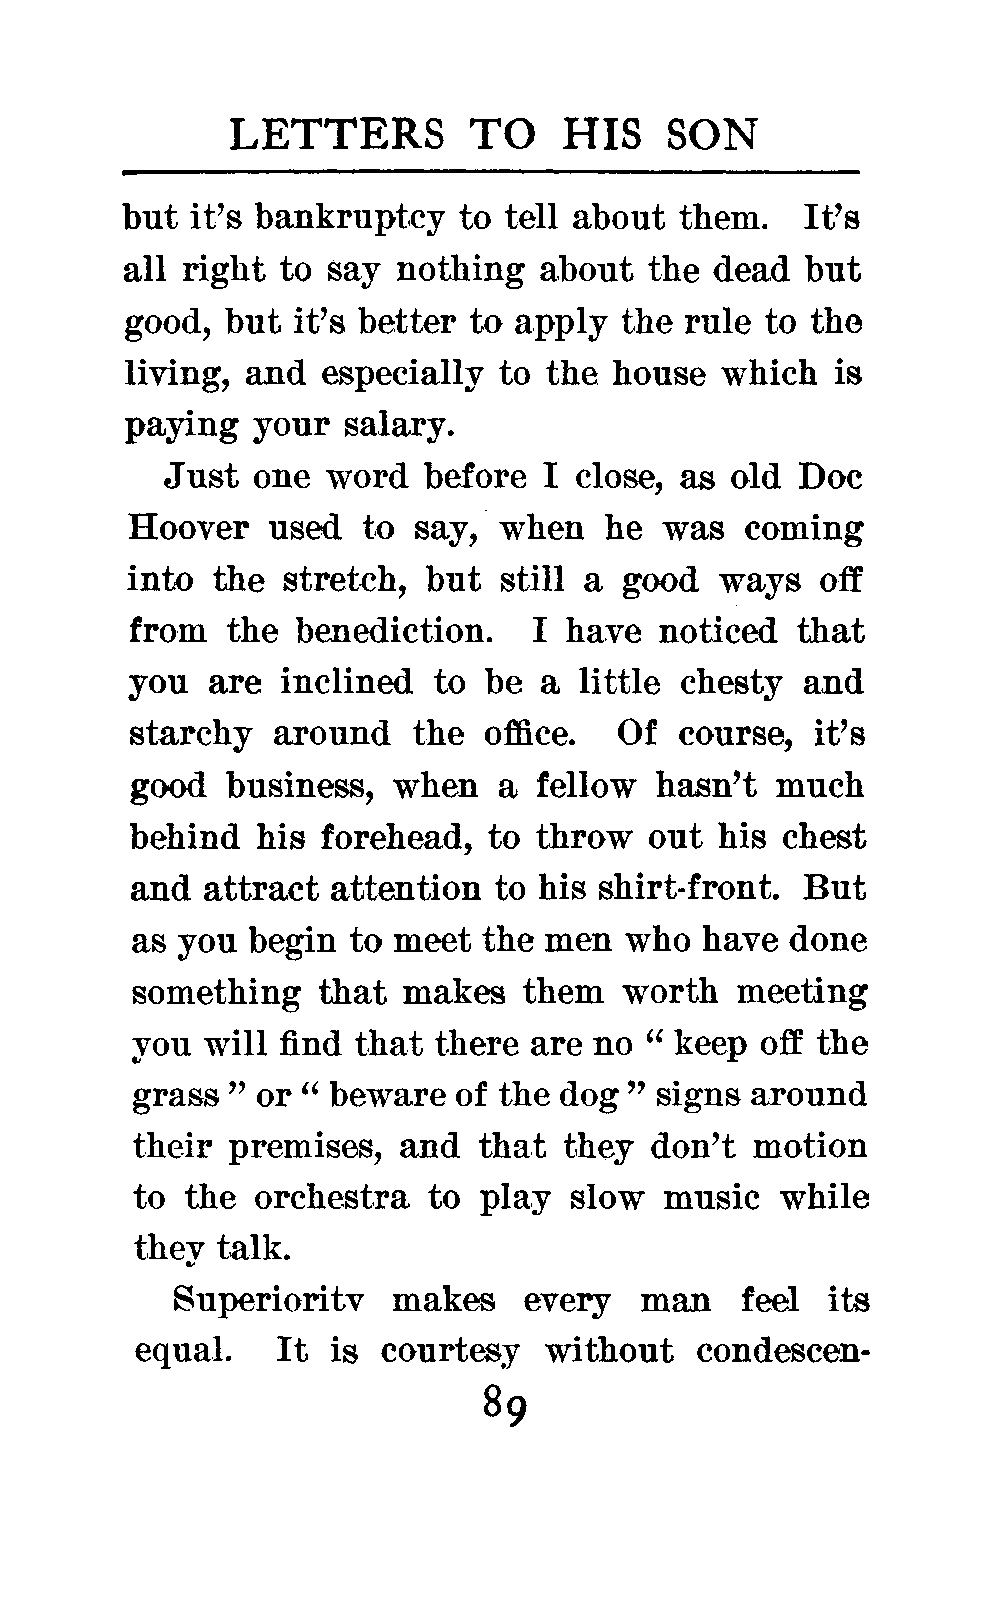 LETTERS TO HIS SON
but it's bankruptcy to tell about them. It's
all right to say nothing about the dead but
good, but it's better to apply the rule to the
living, and especially to the house which is
paying your salary.
Just one word before I close, as old Doc
Hoover used to say, when he was coming
into the stretch, but still a good ways off
from the benediction. I have noticed that
you are inclined to be a little chesty and
starchy around the office. Of course, it's
good business, when a fellow hasn't much
behind his forehead, to throw out his chest
and attract attention to his shirt-front. But
as you begin to meet the men who have done
something that makes them worth meeting
you will find that there are no “ keep off the
grass ” or “ beware of the dog ” signs around
their premises, and that they don't motion
to the orchestra to play slow music while
they talk.
Superiority makes every man feel its
equal. It is courtesy without condescen-
89